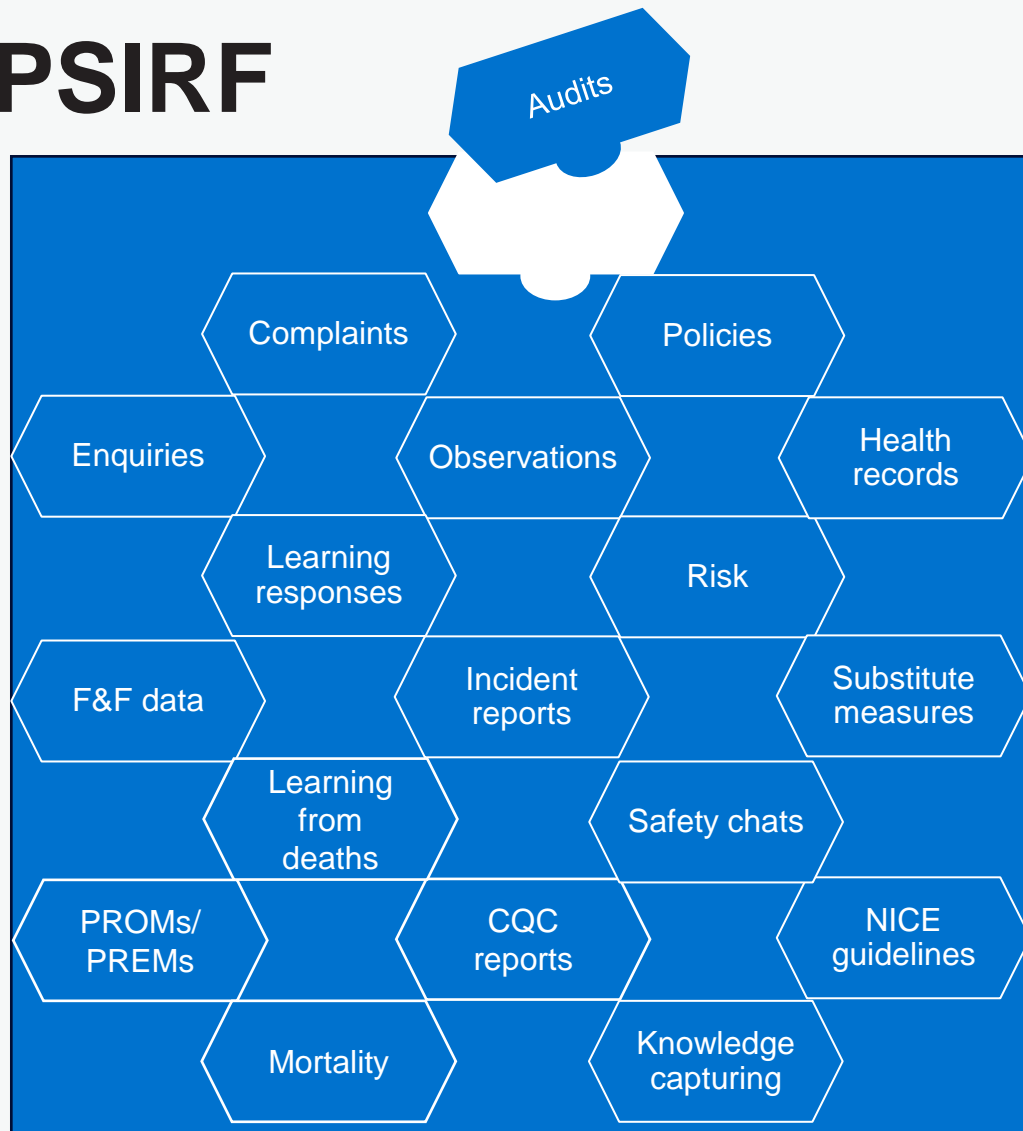 PSIRF
Audits
Complaints
Policies
Enquiries
Observations
Health
records
Learning
responses
Risk
F&F data
Incident
reports
Substitute
measures
Learning
from
deaths
Safety chats
PROMs/
PREMs
CQC
reports
NICE
guidelines
Mortality
Knowledge
capturing